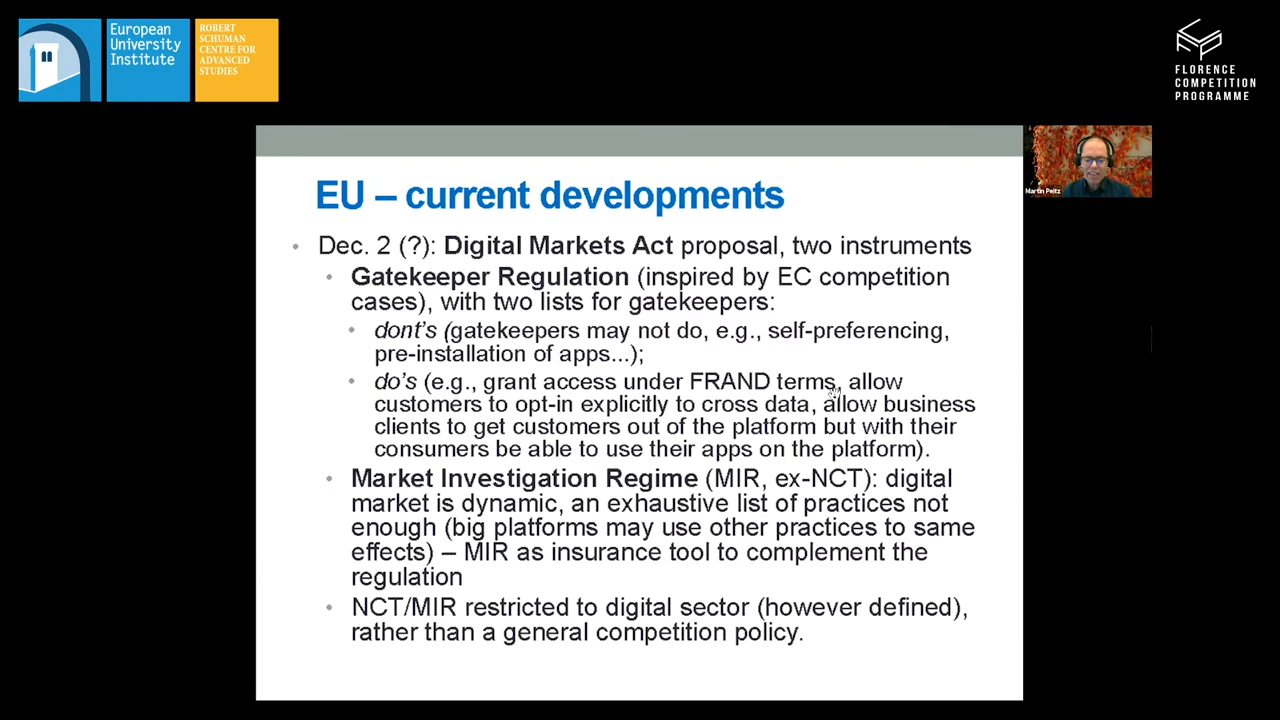 European
University
Institute
ROBERT
SCHUMAN
CENTRE FOR
ADVANCED
STUDIES
FLORENCE
COMPETITION
PROGRAMME
Martin Peitz
EU – current developments
• Dec. 2 (?): Digital Markets Act proposal, two instruments
• Gatekeeper Regulation (inspired by EC competition
cases), with two lists for gatekeepers:
• dont's (gatekeepers may not do, e.g., self-preferencing,
pre-installation of apps...);
• do's (e.g., grant access under FRAND terms, allow
customers to opt-in explicitly to cross data, allow business
clients to get customers out of the platform but with their
consumers be able to use their apps on the platform).
• Market Investigation Regime (MIR, ex-NCT): digital
market is dynamic, an exhaustive list of practices not
enough (big platforms may use other practices to same
effects) – MIR as insurance tool to complement the
regulation
• NCT/MIR restricted to digital sector (however defined),
rather than a general competition policy.